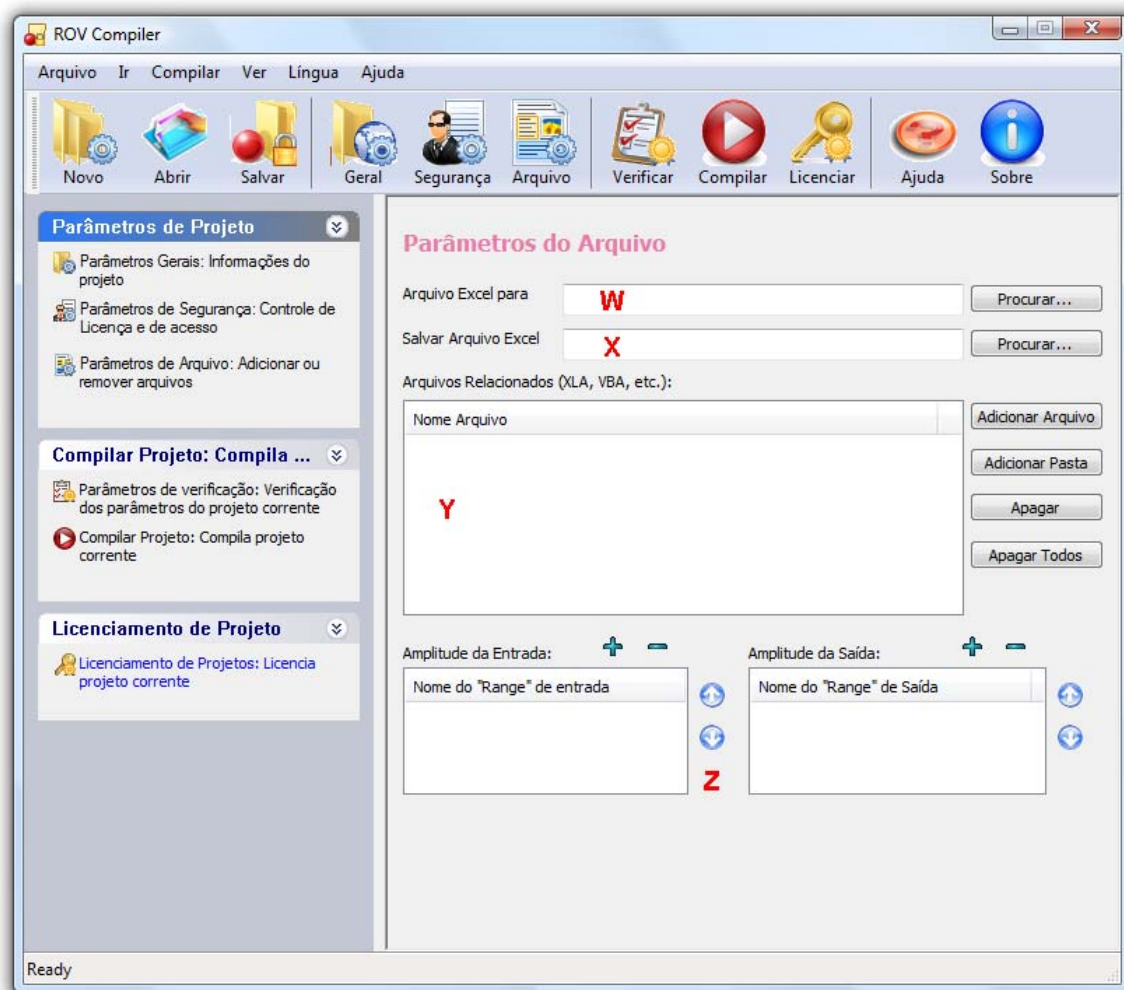 ROV Compiler
Arquivo Ir Compilar Ver Língua Ajuda
Novo Abrir Salvar Geral Segurança Arquivo Verificar Compilar Licenciar Ajuda Sobre
Parâmetros de Projeto
Parâmetros Gerais: Informações do
projeto
Parâmetros de Segurança: Controle de
Licença e de acesso
Parâmetros de Arquivo: Adicionar ou
remover arquivos
Compilar Projeto: Compila ...
Parâmetros de verificação: Verificação
dos parâmetros do projeto corrente
Compilar Projeto: Compila projeto
corrente
Licenciamento de Projeto
Licenciamento de Projetos: Licencia
projeto corrente
Parâmetros do Arquivo
Arquivo Excel para W Procurar...
Salvar Arquivo Excel X Procurar...
Arquivos Relacionados (XLA, VBA, etc.):
Nome Arquivo
Y
Adicionar Arquivo
Adicionar Pasta
Apagar
Apagar Todos
Amplitude da Entrada: Amplitude da Saída:
Nome do "Range" de entrada Nome do "Range" de Saída
Z
Ready